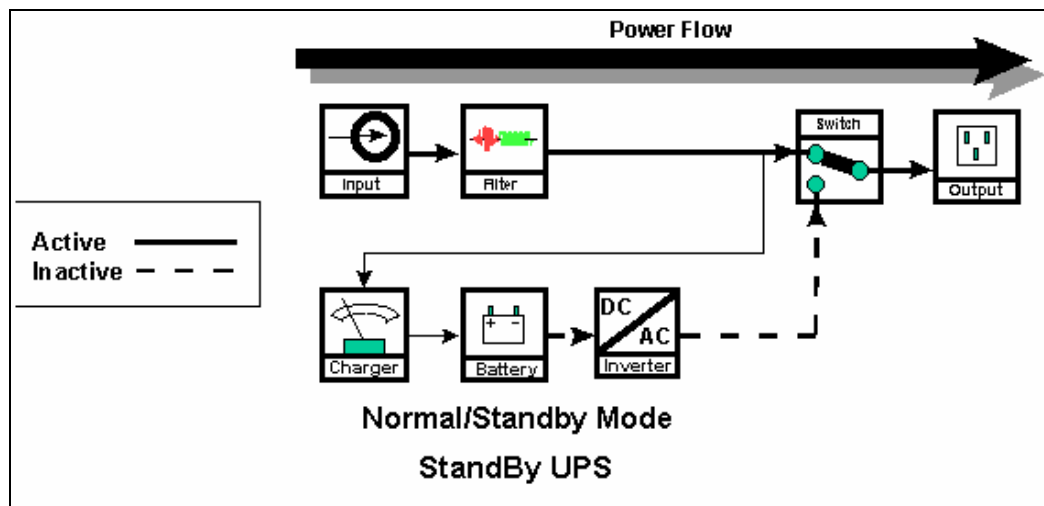 Power Flow
Switch
Input
Filter
Output
Active
Inactive
DC
AC
Charger
Battery
Inverter
Normal/Standby Mode
StandBy UPS